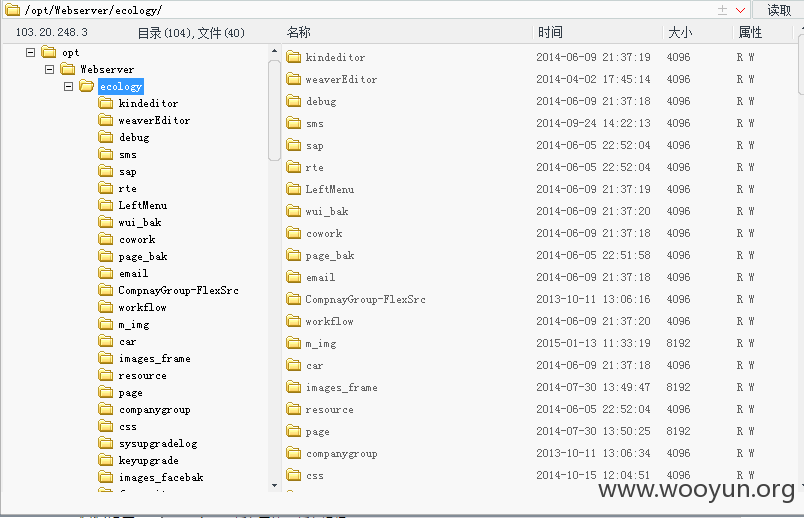 /opt/Webserver/ecology/ 读取
103.20.248.3 目录(104),文件(40) 名称 时间 大小 属性
opt
Webserver
ecology
kindeditor
weaverEditor
debug
sms
sap
rte
LeftMenu
wui_bak
cowork
page_bak
email
CompnayGroup-FlexSrc
workflow
m_img
car
images_frame
resource
page
companygroup
css
sysupgradelog
keyupgrade
images_facebak
kindeditor 2014-06-09 21:37:19 4096 R W
weaverEditor 2014-04-02 17:45:14 4096 R W
debug 2014-06-09 21:37:18 4096 R W
sms 2014-09-24 14:22:13 4096 R W
sap 2014-06-05 22:52:04 4096 R W
rte 2014-06-05 22:52:04 4096 R W
LeftMenu 2014-06-09 21:37:19 4096 R W
wui_bak 2014-06-09 21:37:20 4096 R W
cowork 2014-06-09 21:37:18 4096 R W
page_bak 2014-06-05 22:51:58 4096 R W
email 2014-06-09 21:37:18 4096 R W
CompnayGroup-FlexSrc 2013-10-11 13:06:16 4096 R W
workflow 2014-06-09 21:37:20 4096 R W
m_img 2015-01-13 11:33:19 8192 R W
car 2014-06-09 21:37:18 4096 R W
images_frame 2014-07-30 13:49:47 8192 R W
resource 2014-06-05 22:52:04 4096 R W
page 2014-07-30 13:50:25 8192 R W
companygroup 2013-10-11 13:06:34 4096 R W
css 2014-10-15 12:04:51 4096 R W
www.wooyun.org